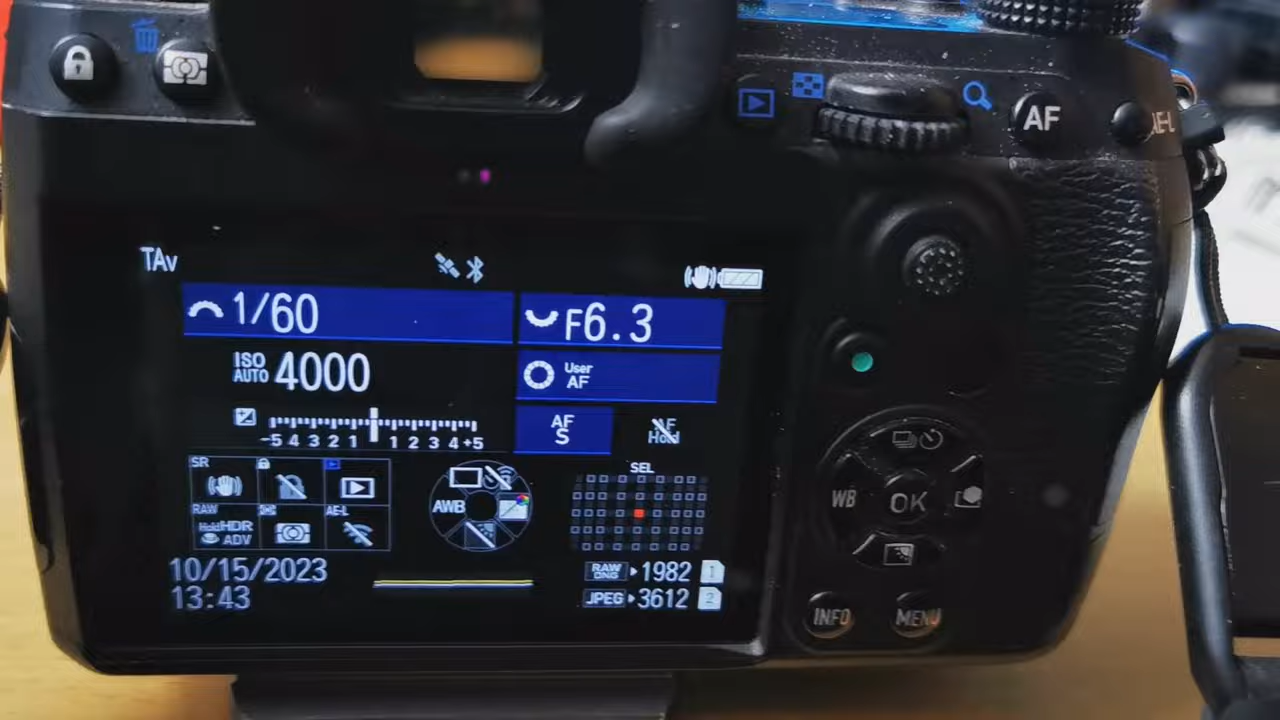 AF
AE-L
TAv
1/60
F6.3
ISO AUTO 4000
User AF
-5 4 3 2 1 1 2 3 4 +5
AF S
AF Hold
SR
RAW
AE-L
Hold HDR ADV
AWB
SEL
10/15/2023
13:43
RAW DNG 1982 1
JPEG 3612 2
WB
OK
INFO
MENU